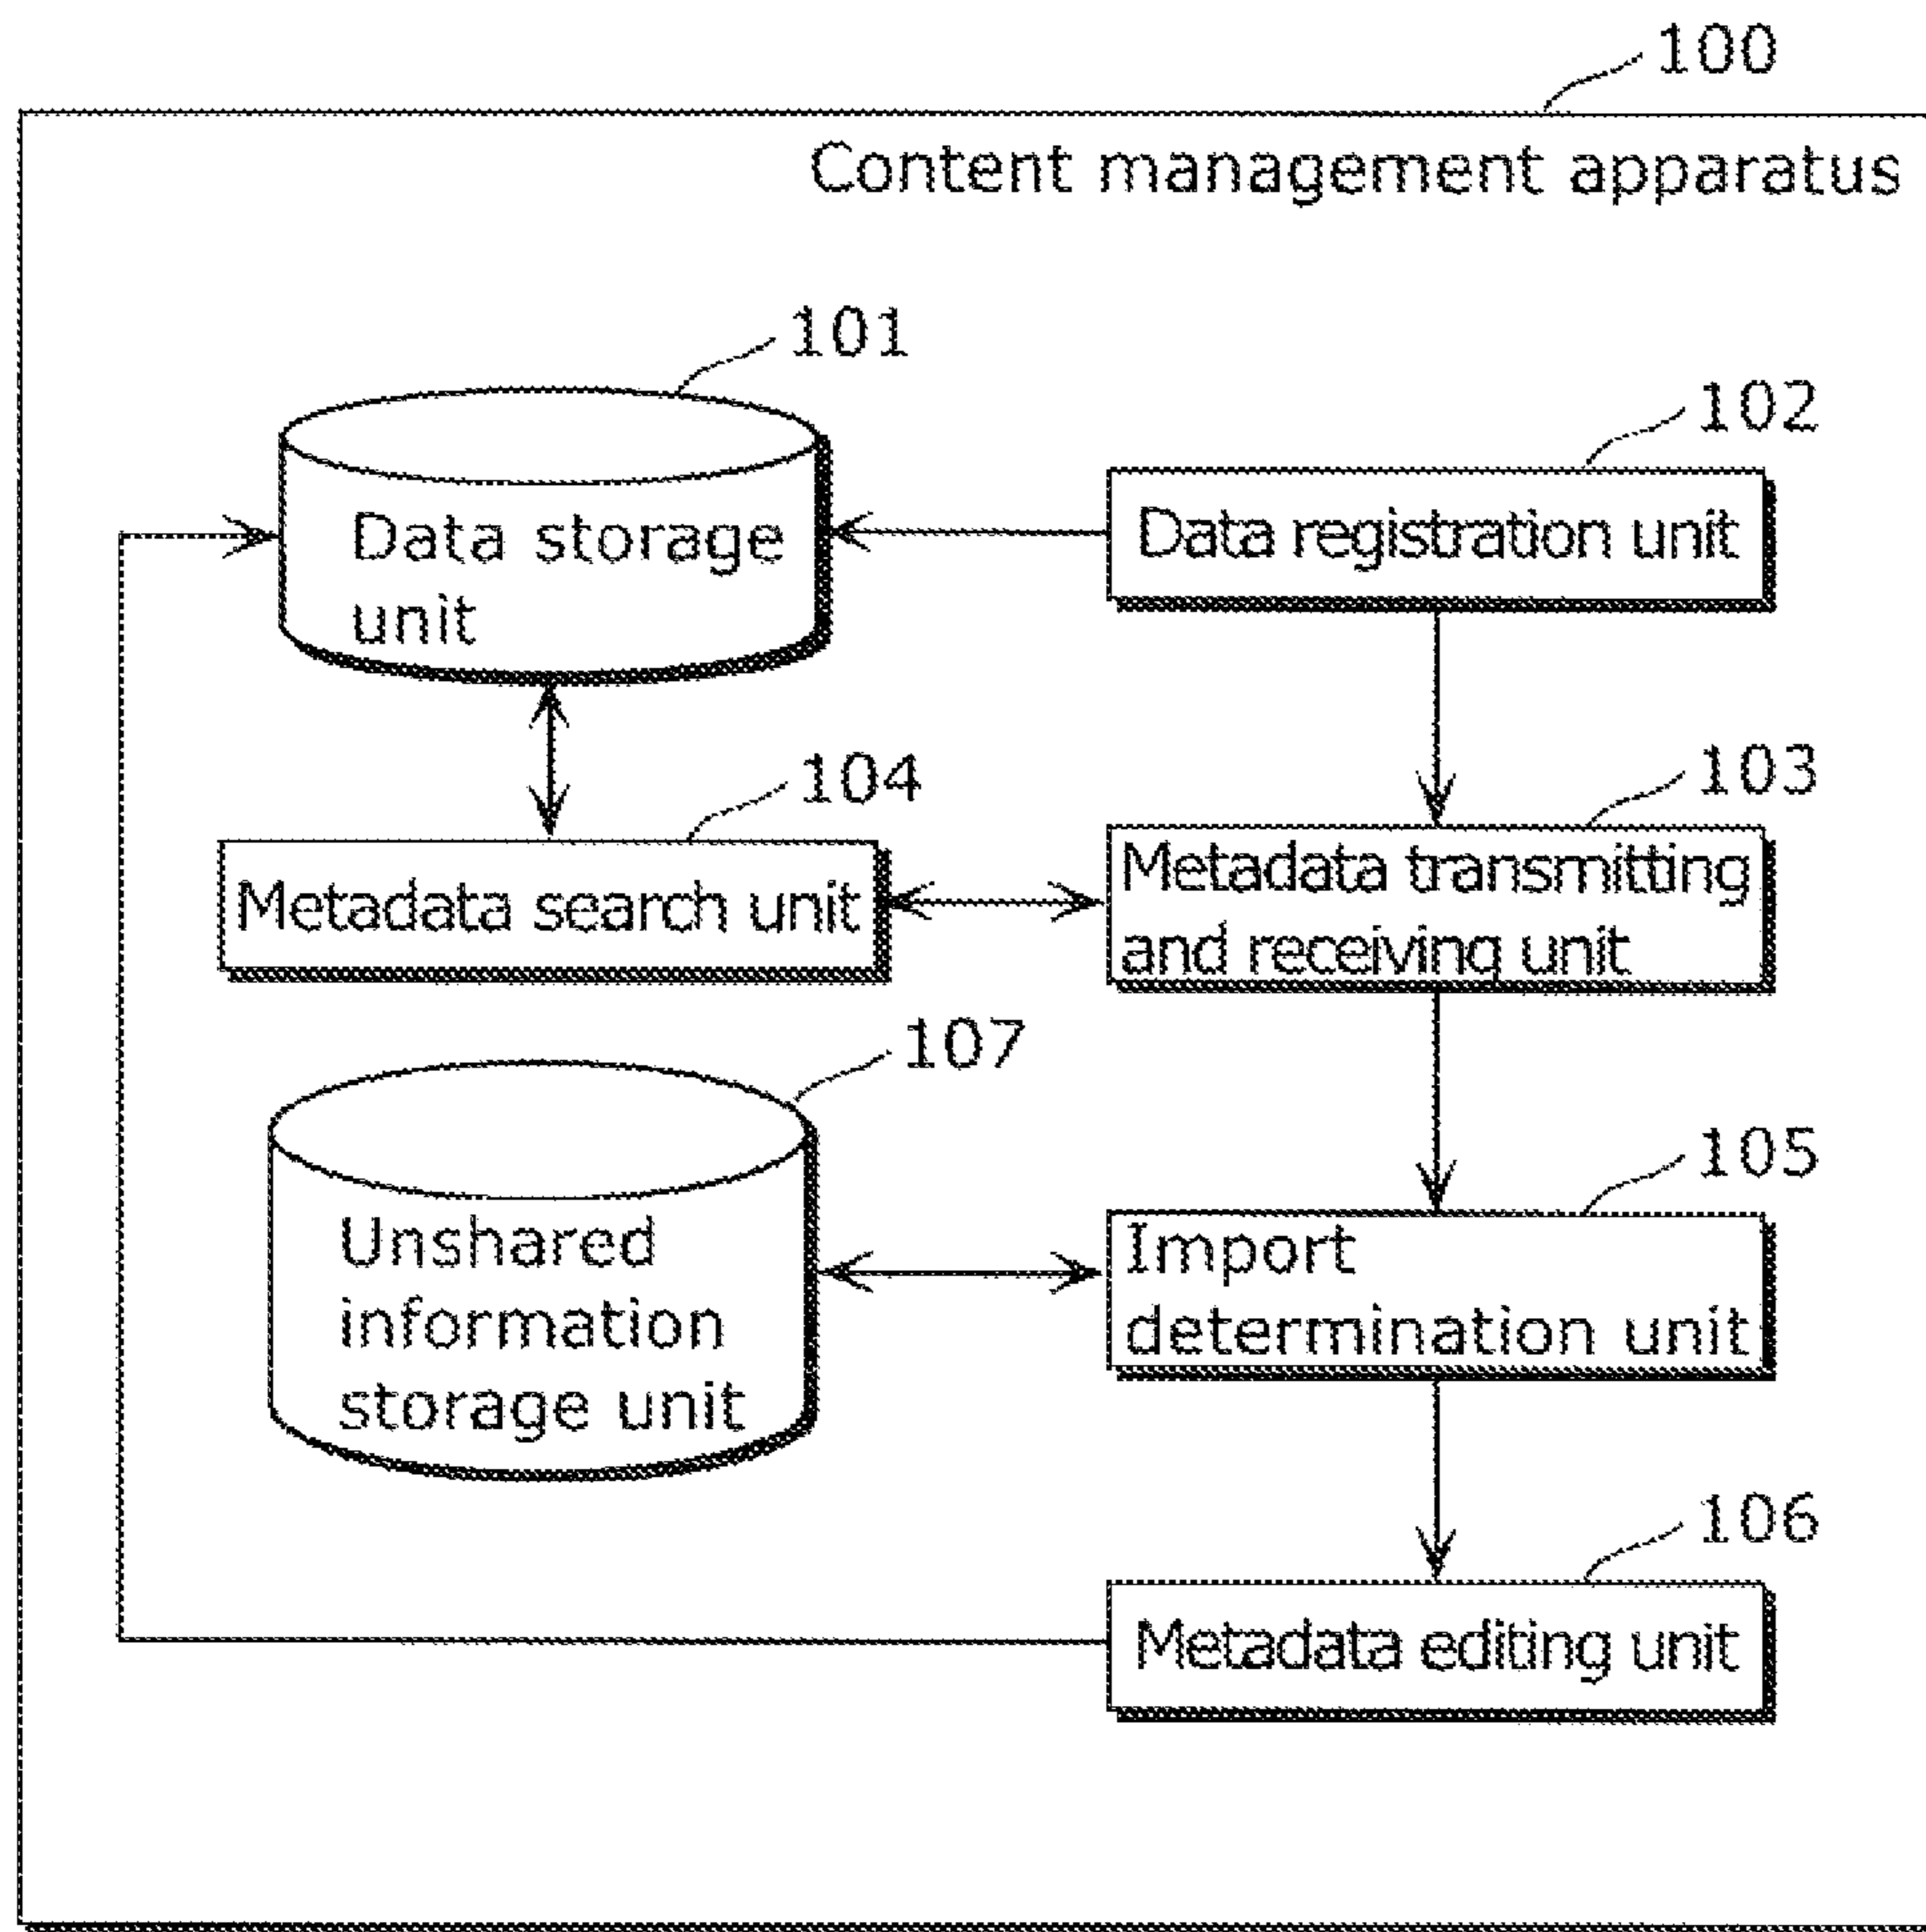 100
Content management apparatus
101
Data storage
unit
102
Data registration unit
104
Metadata search unit
103
Metadata transmitting
and receiving unit
107
Unshared
information
storage unit
105
Import
determination unit
106
Metadata editing unit